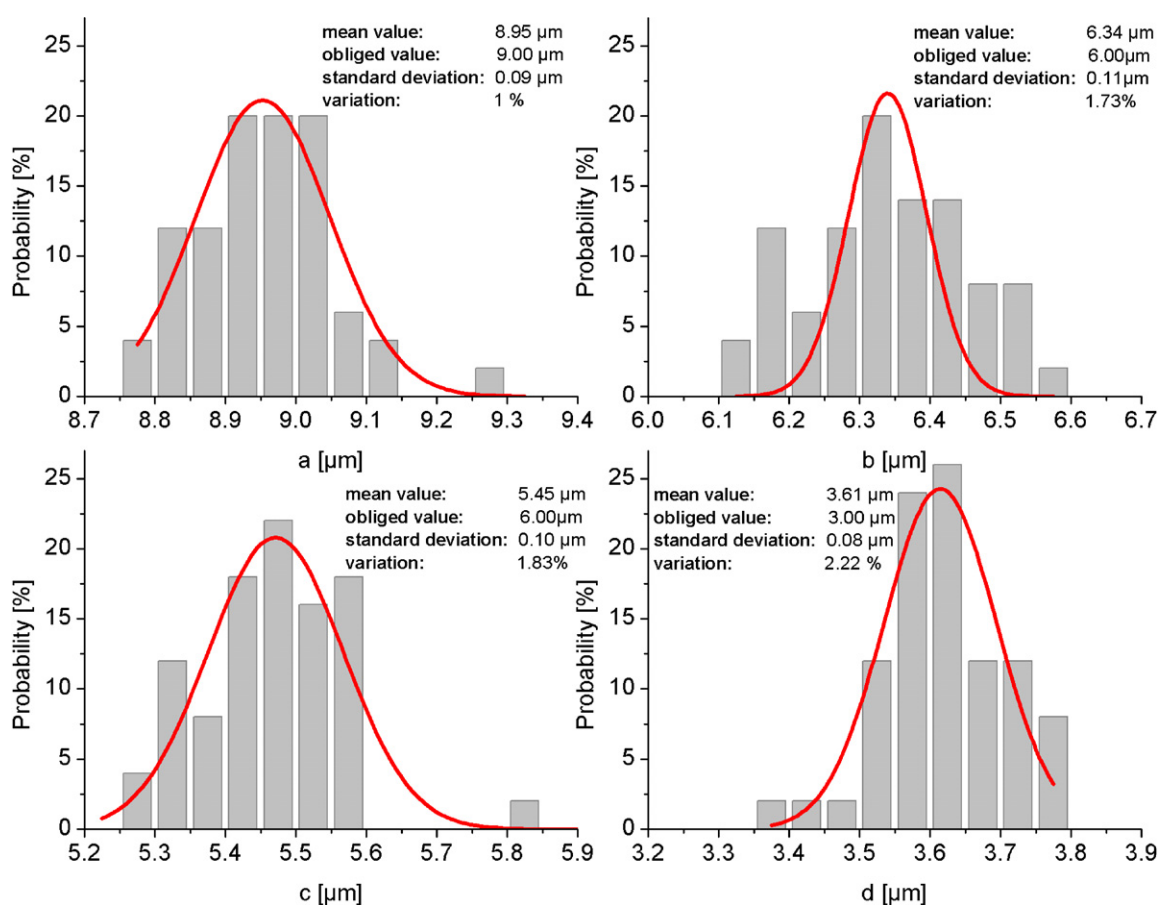 mean value: 8.95 µm
obliged value: 9.00 µm
standard deviation: 0.09 µm
variation: 1 %
Probability [%]
25
20
15
10
5
0
8.7 8.8 8.9 9.0 9.1 9.2 9.3 9.4
a [µm]
mean value: 6.34 µm
obliged value: 6.00µm
standard deviation: 0.11µm
variation: 1.73%
Probability [%]
25
20
15
10
5
0
6.0 6.1 6.2 6.3 6.4 6.5 6.6 6.7
b [µm]
mean value: 5.45 µm
obliged value: 6.00µm
standard deviation: 0.10 µm
variation: 1.83%
Probability [%]
25
20
15
10
5
0
5.2 5.3 5.4 5.5 5.6 5.7 5.8 5.9
c [µm]
mean value: 3.61 µm
obliged value: 3.00 µm
standard deviation: 0.08 µm
variation: 2.22 %
Probability [%]
25
20
15
10
5
0
3.2 3.3 3.4 3.5 3.6 3.7 3.8 3.9
d [µm]